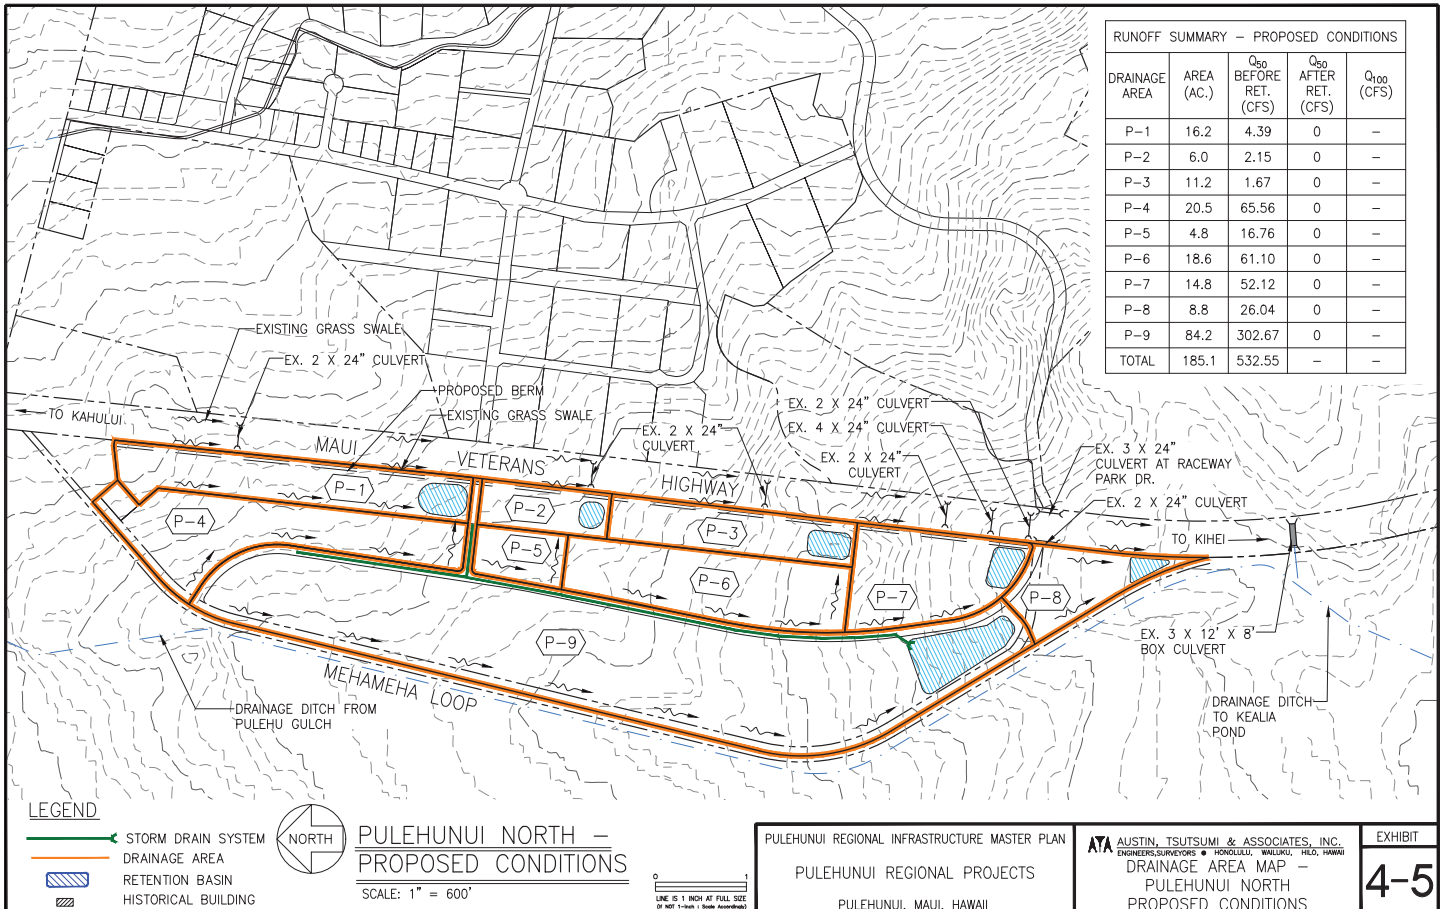 RUNOFF SUMMARY – PROPOSED CONDITIONS
DRAINAGE AREA | AREA (AC.) | Q50 BEFORE RET. (CFS) | Q50 AFTER RET. (CFS) | Q100 (CFS)
P–1 16.2 4.39 0 –
P–2 6.0 2.15 0 –
P–3 11.2 1.67 0 –
P–4 20.5 65.56 0 –
P–5 4.8 16.76 0 –
P–6 18.6 61.10 0 –
P–7 14.8 52.12 0 –
P–8 8.8 26.04 0 –
P–9 84.2 302.67 0 –
TOTAL 185.1 532.55 – –
EXISTING GRASS SWALE
EX. 2 X 24" CULVERT
PROPOSED BERM
EXISTING GRASS SWALE
TO KAHULUI
MAUI VETERANS HIGHWAY
EX. 2 X 24"
CULVERT
EX. 2 X 24" CULVERT
EX. 4 X 24" CULVERT
EX. 2 X 24"
CULVERT
EX. 3 X 24"
CULVERT AT RACEWAY
PARK DR.
EX. 2 X 24" CULVERT
TO KIHEI
P–1
P–2
P–3
P–4
P–5
P–6
P–7
P–8
P–9
EX. 3 X 12' X 8'
BOX CULVERT
MEHAMEHA LOOP
DRAINAGE DITCH FROM
PULEHU GULCH
DRAINAGE DITCH
TO KEALIA
POND
LEGEND
STORM DRAIN SYSTEM
DRAINAGE AREA
RETENTION BASIN
HISTORICAL BUILDING
NORTH
PULEHUNUI NORTH –
PROPOSED CONDITIONS
SCALE: 1" = 600'
0 1
LINE IS 1 INCH AT FULL SIZE
(IF NOT 1-inch : Scale Accordingly)
PULEHUNUI REGIONAL INFRASTRUCTURE MASTER PLAN
PULEHUNUI REGIONAL PROJECTS
PULEHUNUI, MAUI, HAWAII
ATA AUSTIN, TSUTSUMI & ASSOCIATES, INC.
ENGINEERS,SURVEYORS • HONOLULU, WAILUKU, HILO, HAWAII
DRAINAGE AREA MAP –
PULEHUNUI NORTH
PROPOSED CONDITIONS
EXHIBIT
4-5